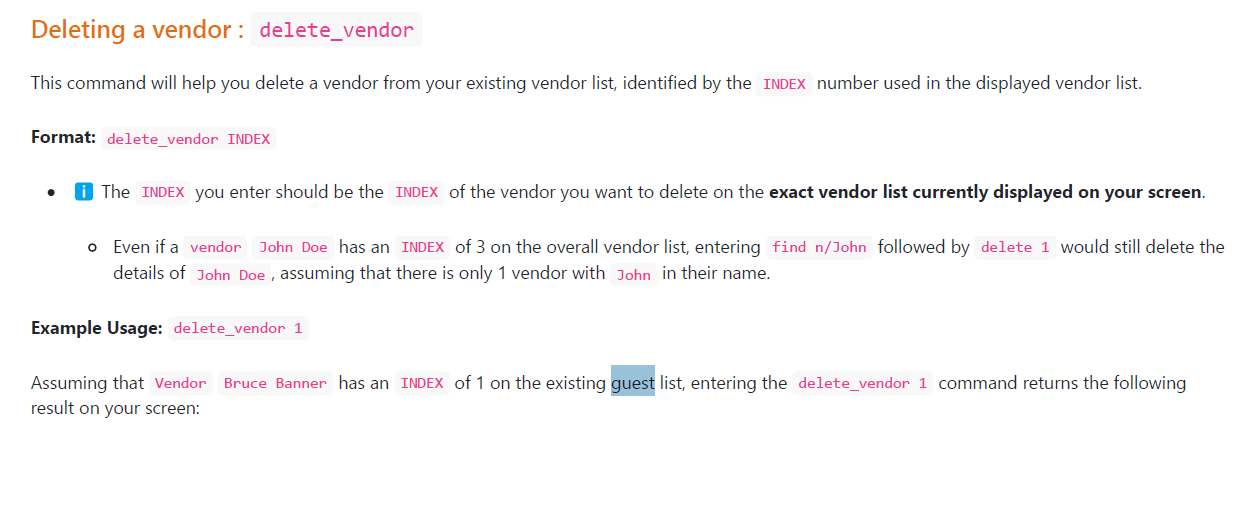 Deleting a vendor : delete_vendor
This command will help you delete a vendor from your existing vendor list, identified by the INDEX number used in the displayed vendor list.
Format: delete_vendor INDEX
The INDEX you enter should be the INDEX of the vendor you want to delete on the exact vendor list currently displayed on your screen.
Even if a vendor John Doe has an INDEX of 3 on the overall vendor list, entering find n/John followed by delete 1 would still delete the
details of John Doe, assuming that there is only 1 vendor with John in their name.
Example Usage: delete_vendor 1
Assuming that Vendor Bruce Banner has an INDEX of 1 on the existing guest list, entering the delete_vendor 1 command returns the following
result on your screen: